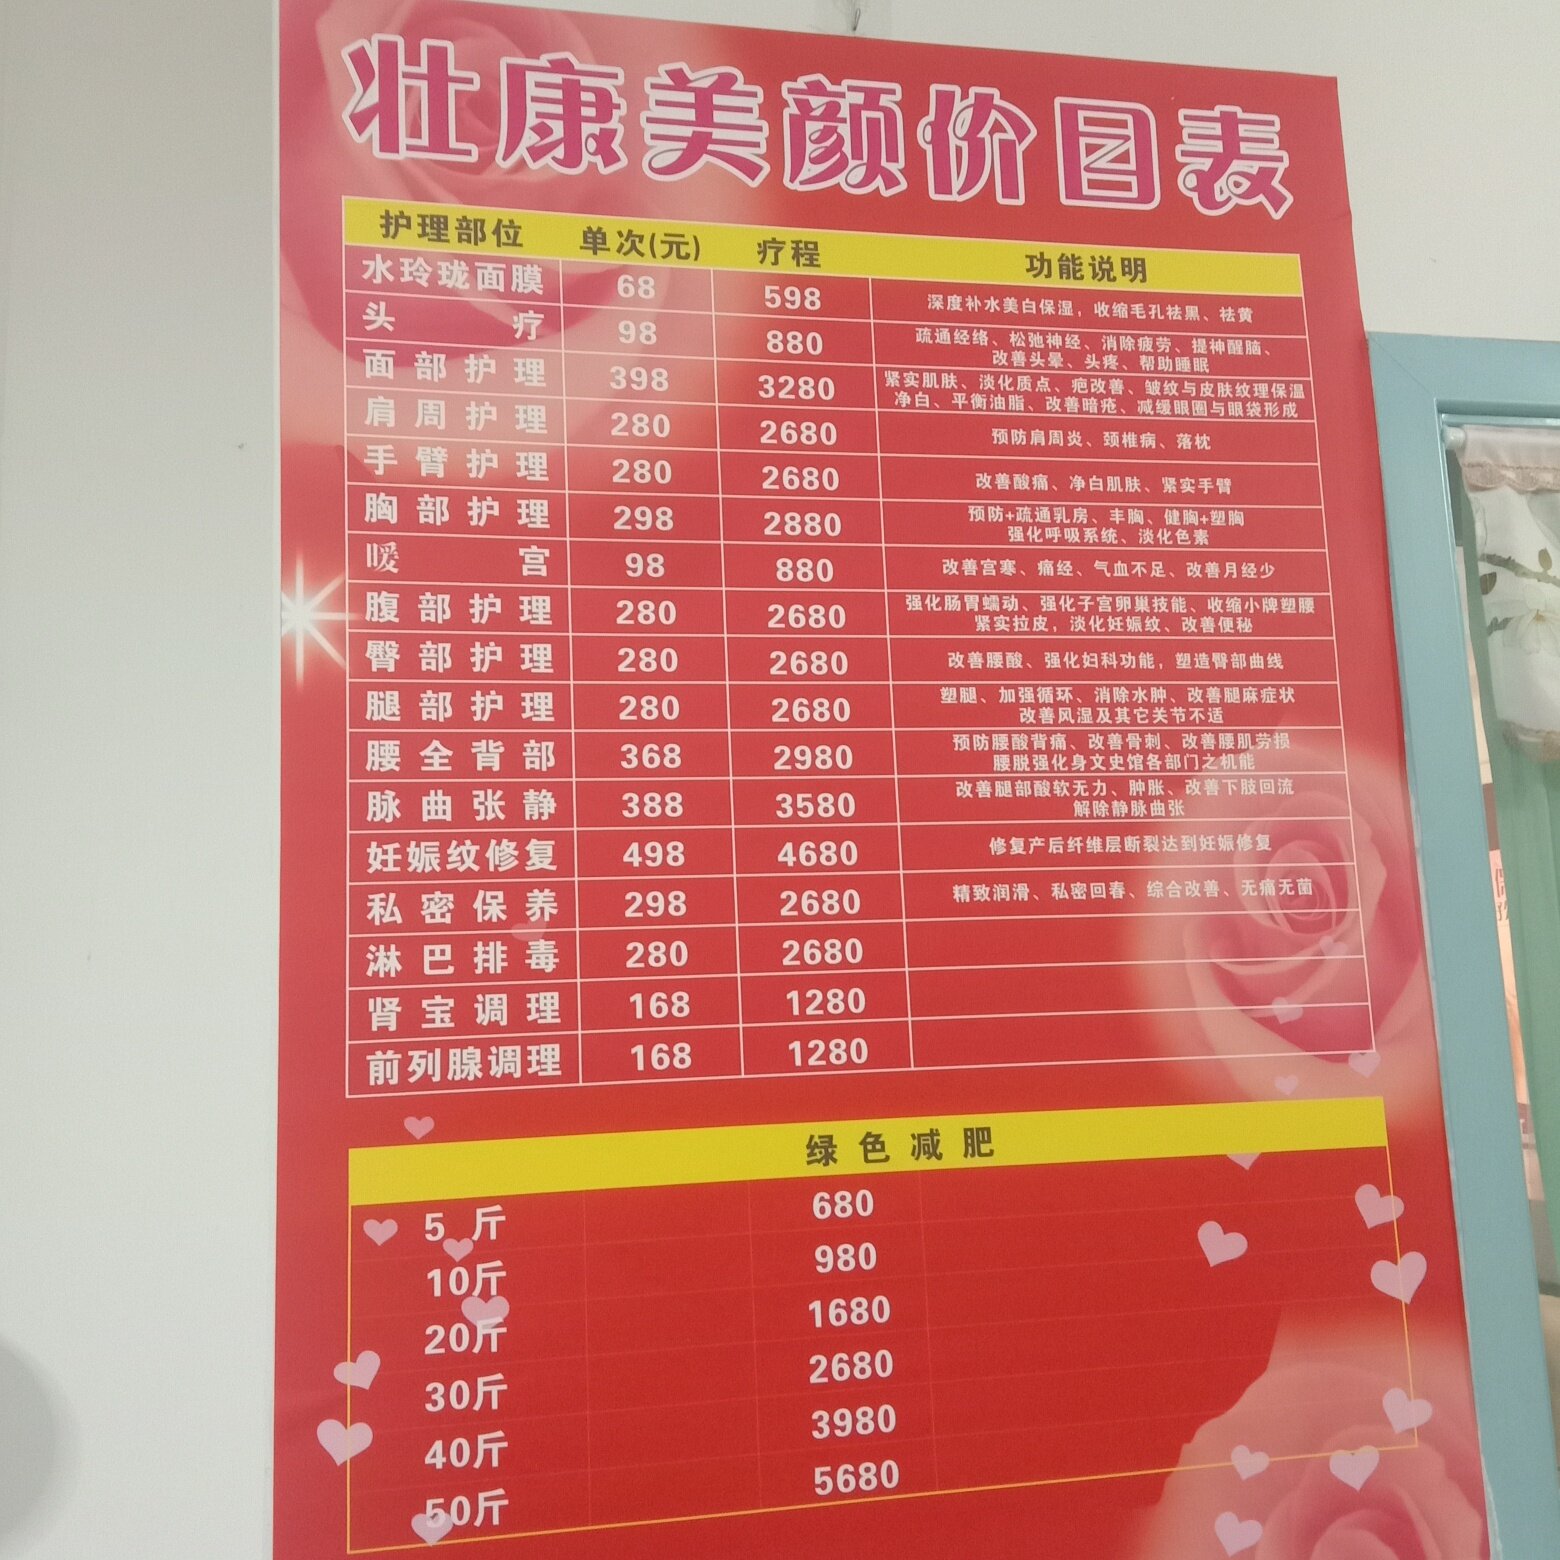 壮康美颜价目表
护理部位 单次(元) 疗程 功能说明
水玲珑面膜 68 598 深度补水美白保湿，收缩毛孔祛黑、祛黄
头疗 98 880 疏通经络、松弛神经、消除疲劳、提神醒脑、
改善头晕、头疼、帮助睡眠
面部护理 398 3280 紧实肌肤、淡化质点、疤改善、皱纹与皮肤纹理保温
净白、平衡油脂、改善暗疮、减缓眼圈与眼袋形成
肩周护理 280 2680 预防肩周炎、颈椎病、落枕
手臂护理 280 2680 改善酸痛、净白肌肤、紧实手臂
胸部护理 298 2880 预防+疏通乳房、丰胸、健胸+塑胸
强化呼吸系统、淡化色素
暖宫 98 880 改善宫寒、痛经、气血不足、改善月经少
腹部护理 280 2680 强化肠胃蠕动、强化子宫卵巢技能、收缩小牌塑腰
紧实拉皮，淡化妊娠纹、改善便秘
臀部护理 280 2680 改善腰酸、强化妇科功能，塑造臀部曲线
腿部护理 280 2680 塑腿、加强循环、消除水肿、改善腿麻症状
改善风湿及其它关节不适
腰全背部 368 2980 预防腰酸背痛、改善骨刺、改善腰肌劳损
腰脱强化身文史馆各部门之机能
脉曲张静 388 3580 改善腿部酸软无力、肿胀、改善下肢回流
解除静脉曲张
妊娠纹修复 498 4680 修复产后纤维层断裂达到妊娠修复
私密保养 298 2680 精致润滑、私密回春、综合改善、无痛无菌
淋巴排毒 280 2680
肾宝调理 168 1280
前列腺调理 168 1280
绿色减肥
5斤 680
10斤 980
20斤 1680
30斤 2680
40斤 3980
50斤 5680